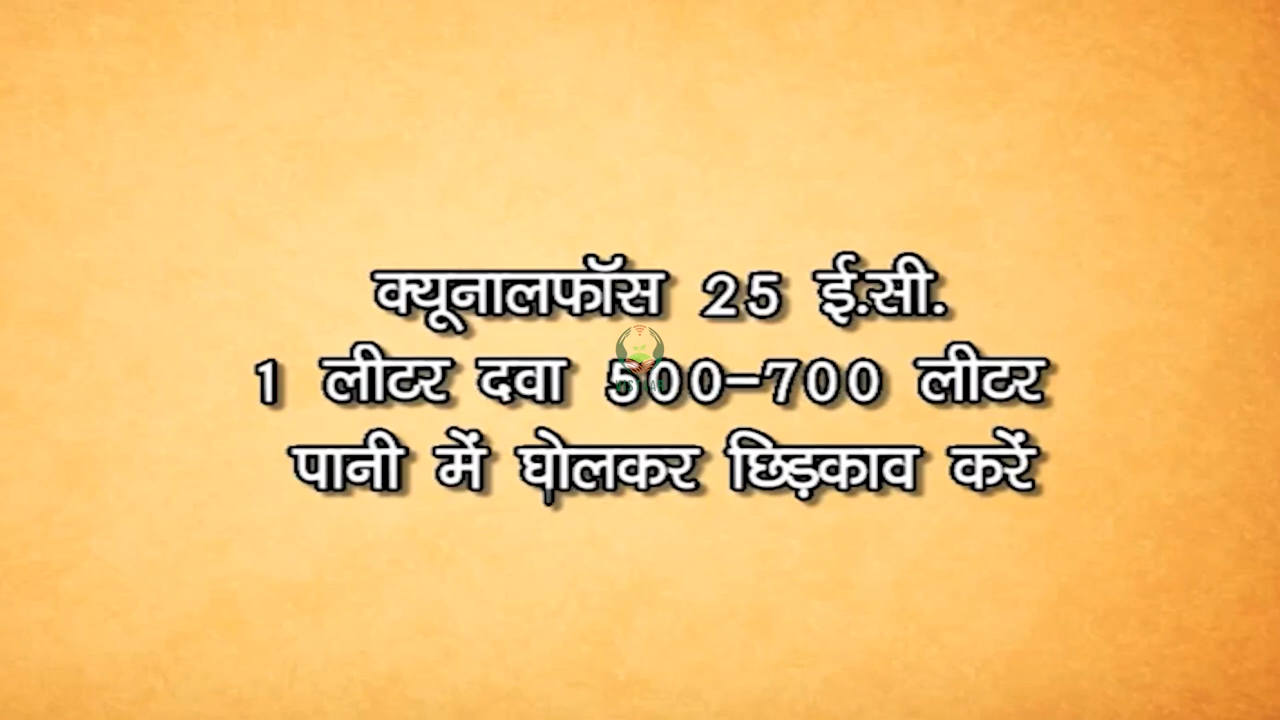 क्यूनालफॉस 25 ई.सी.
1 लीटर दवा 500-700 लीटर
पानी में घोलकर छिड़काव करें